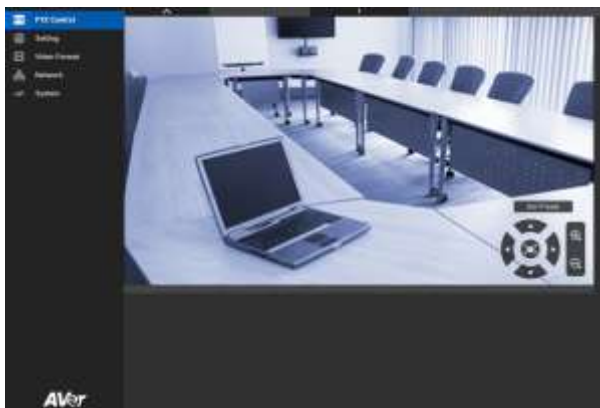 PTZ Control
Setting
Video Format
Network
System
AVer